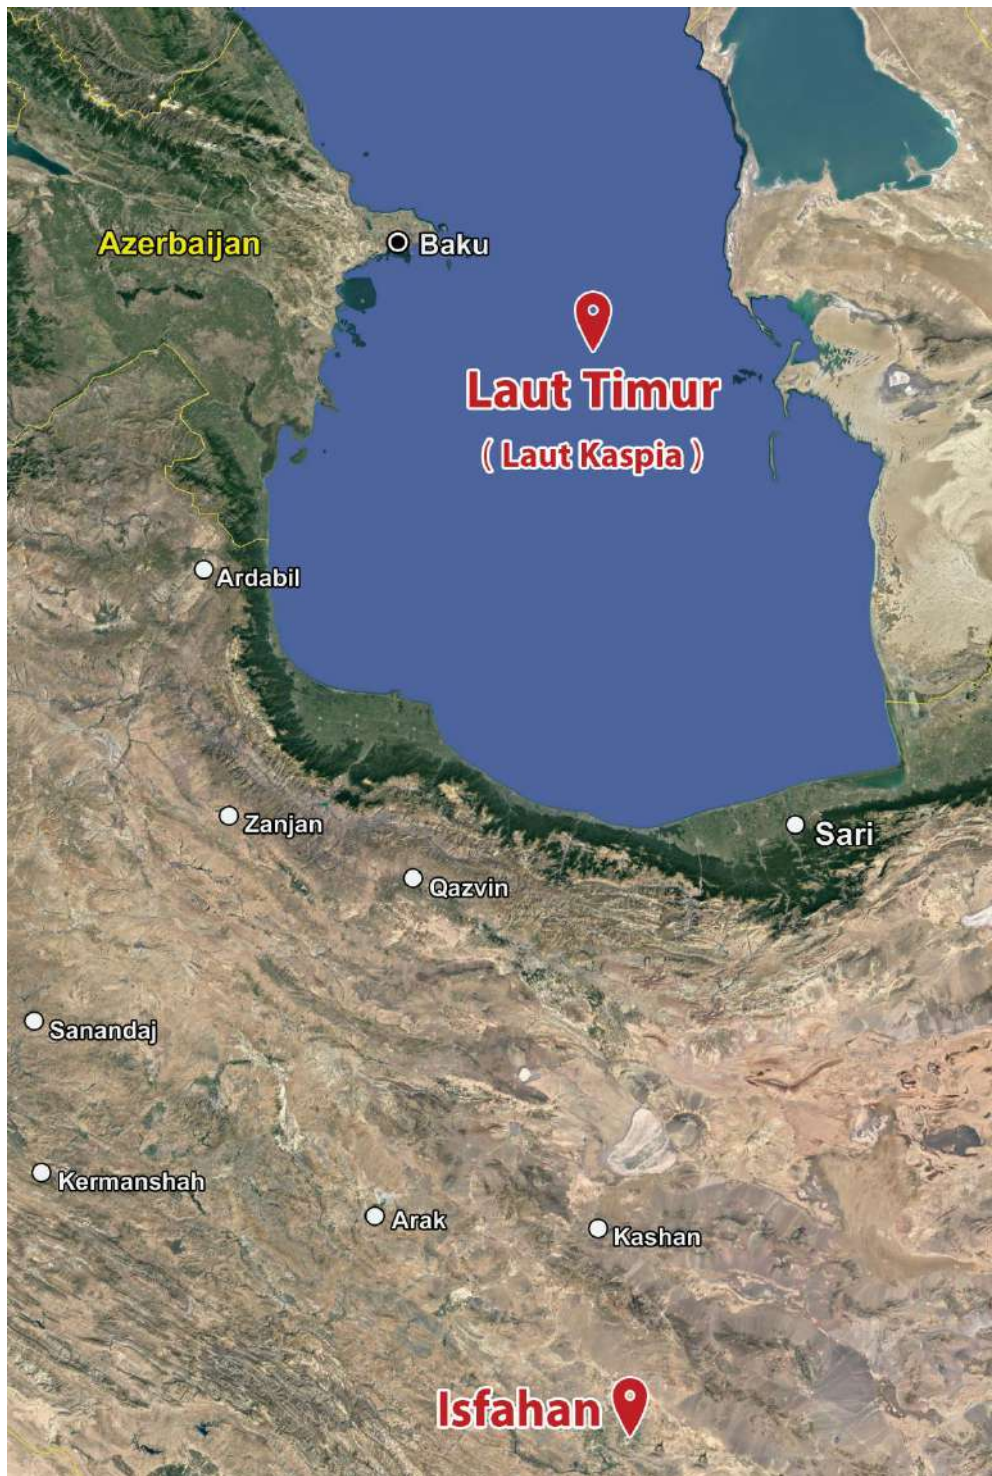 Azerbaijan
Baku
Laut Timur
( Laut Kaspia )
Ardabil
Zanjan
Sari
Qazvin
Sanandaj
Kermanshah
Arak
Kashan
Isfahan